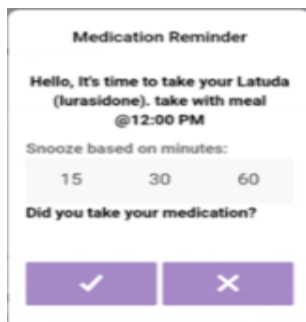 Medication Reminder
Hello, It's time to take your Latuda
(lurasidone). take with meal
@12:00 PM
Snooze based on minutes:
15 30 60
Did you take your medication?